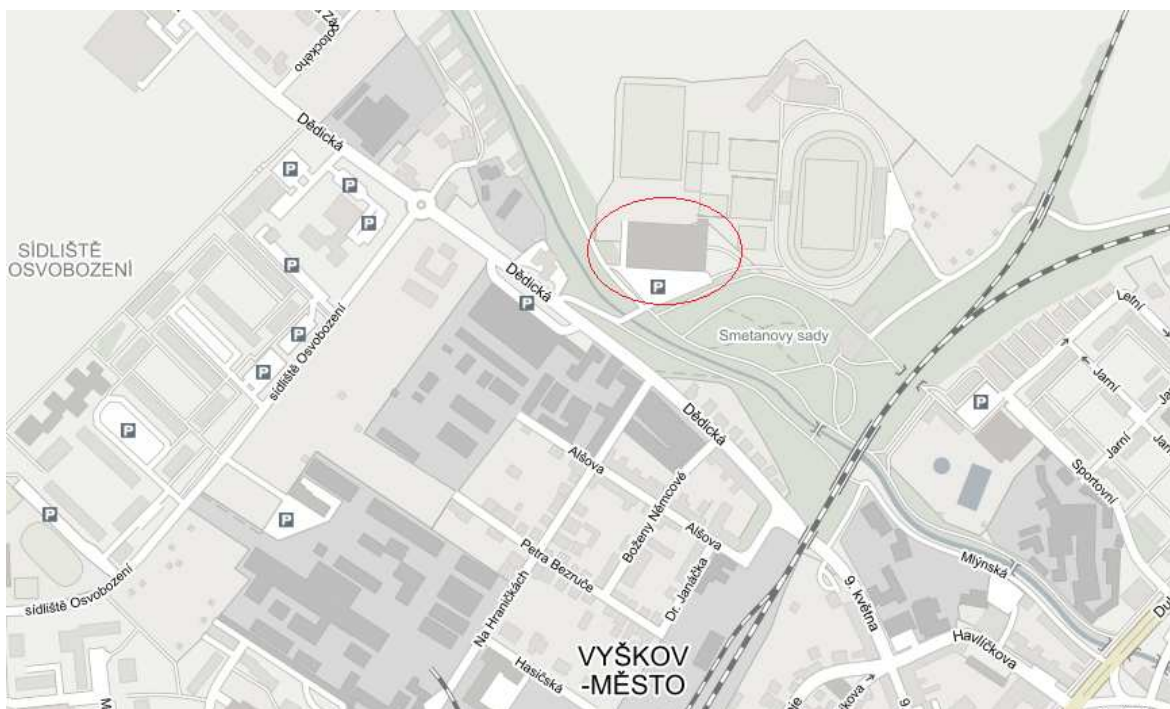 Zápotockého
Dědická
P
P
P
SÍDLIŠTĚ
OSVOBOZENÍ
P
P
P
P
sídliště Osvobození
P
P
sídliště Osvobození
Dědická
P
P
Smetanovy sady
Dědická
Letní
Jarní
P
Jarní
Sportovní
Alšova
Boženy Němcové
Alšova
Petra Bezruče
Dr. Janáčka
Na Hraničkách
Mlýnská
9. května
Havlíčkova
Hasičská
VYŠKOV
-MĚSTO